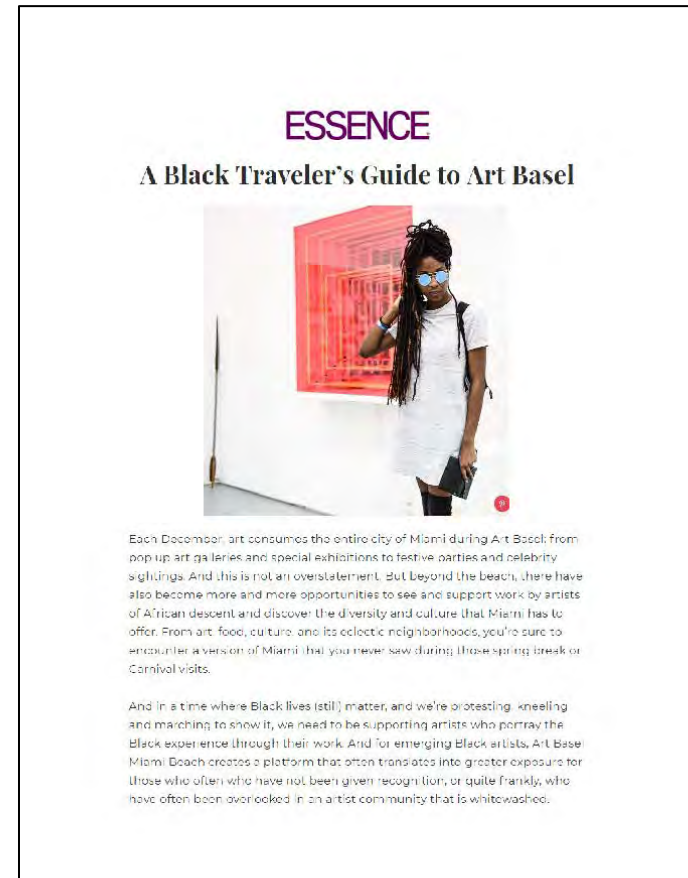 ESSENCE
A Black Traveler's Guide to Art Basel
Each December, art consumes the entire city of Miami during Art Basel: from
pop up art galleries and special exhibitions to festive parties and celebrity
sightings. And this is not an overstatement. But beyond the beach, there have
also become more and more opportunities to see and support work by artists
of African descent and discover the diversity and culture that Miami has to
offer. From art, food, culture, and its eclectic neighborhoods, you're sure to
encounter a version of Miami that you never saw during those spring break or
Carnival visits.
And in a time where Black lives (still) matter, and we're protesting, kneeling
and marching to show it, we need to be supporting artists who portray the
Black experience through their work. And for emerging Black artists, Art Basel
Miami Beach creates a platform that often translates into greater exposure for
those who often who have not been given recognition, or quite frankly, who
have often been overlooked in an artist community that is whitewashed.